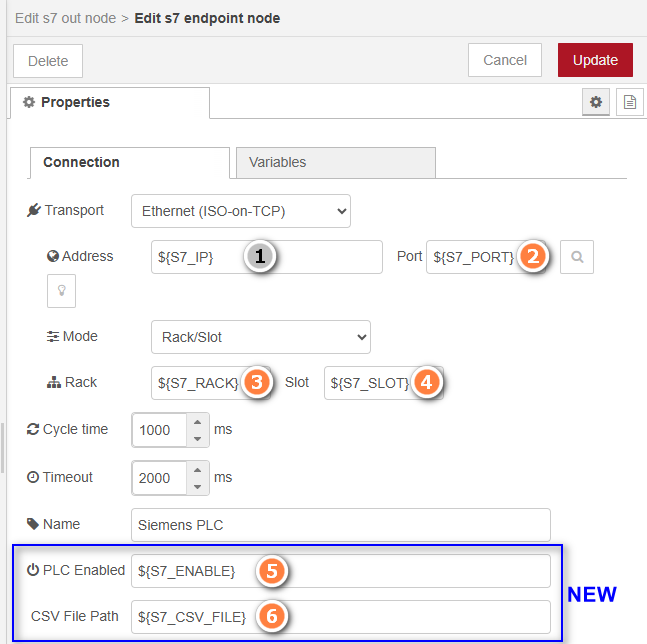 Edit s7 out node > Edit s7 endpoint node
Delete Cancel Update
Properties
Connection Variables
Transport Ethernet (ISO-on-TCP)
Address ${S7_IP} 1 Port ${S7_PORT} 2
Mode Rack/Slot
Rack ${S7_RACK} 3 Slot ${S7_SLOT} 4
Cycle time 1000 ms
Timeout 2000 ms
Name Siemens PLC
PLC Enabled ${S7_ENABLE} 5
NEW
CSV File Path ${S7_CSV_FILE} 6